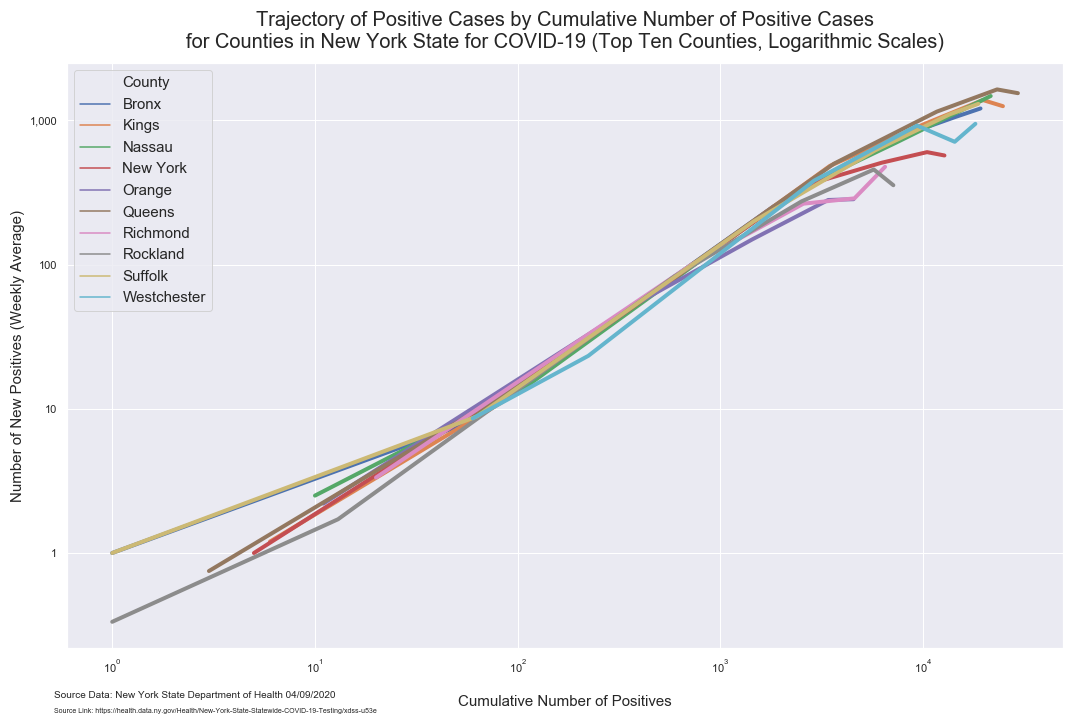 Trajectory of Positive Cases by Cumulative Number of Positive Cases
for Counties in New York State for COVID-19 (Top Ten Counties, Logarithmic Scales)
County
Bronx
Kings
Nassau
New York
Orange
Queens
Richmond
Rockland
Suffolk
Westchester
Number of New Positives (Weekly Average)
1,000
100
10
1
10⁰
10¹
10²
10³
10⁴
Cumulative Number of Positives
Source Data: New York State Department of Health 04/09/2020
Source Link: https://health.data.ny.gov/Health/New-York-State-Statewide-COVID-19-Testing/xdss-u53e